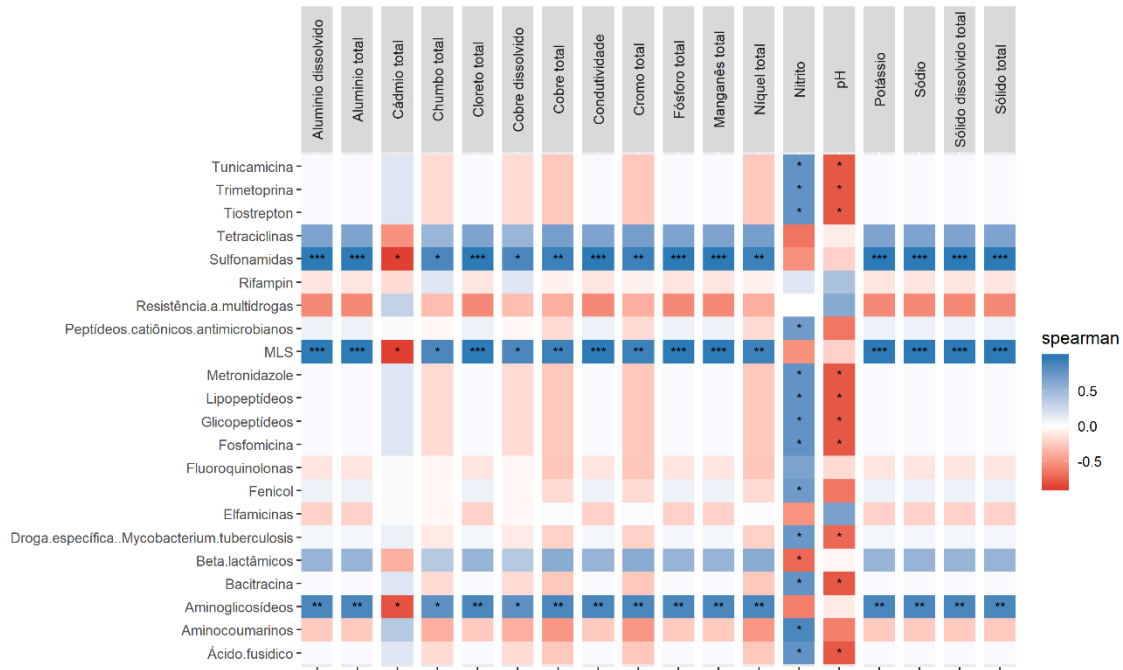 Aluminio dissolvido
Aluminio total
Cádmio total
Chumbo total
Cloreto total
Cobre dissolvido
Cobre total
Condutividade
Cromo total
Fósforo total
Manganês total
Níquel total
Nitrito
pH
Potássio
Sódio
Sólido dissolvido total
Sólido total
Tunicamicina * *
Trimetoprina * *
Tiostrepton * *
Tetraciclinas
Sulfonamidas *** *** * * *** * ** *** ** *** *** ** *** *** *** ***
Rifampin
Resistência.a.multidrogas
Peptídeos.catiônicos.antimicrobianos *
MLS *** *** * * *** * ** *** ** *** *** ** *** *** *** ***
Metronidazole * *
Lipopeptídeos * *
Glicopeptídeos * *
Fosfomicina * *
Fluoroquinolonas
Fenicol *
Elfamicinas
Droga.específica..Mycobacterium.tuberculosis * *
Beta.lactâmicos *
Bacitracina * *
Aminoglicosídeos ** ** * * ** * ** ** ** ** ** ** ** ** ** **
Aminocoumarinos *
Ácido.fusidico * *
spearman
0.5
0.0
-0.5